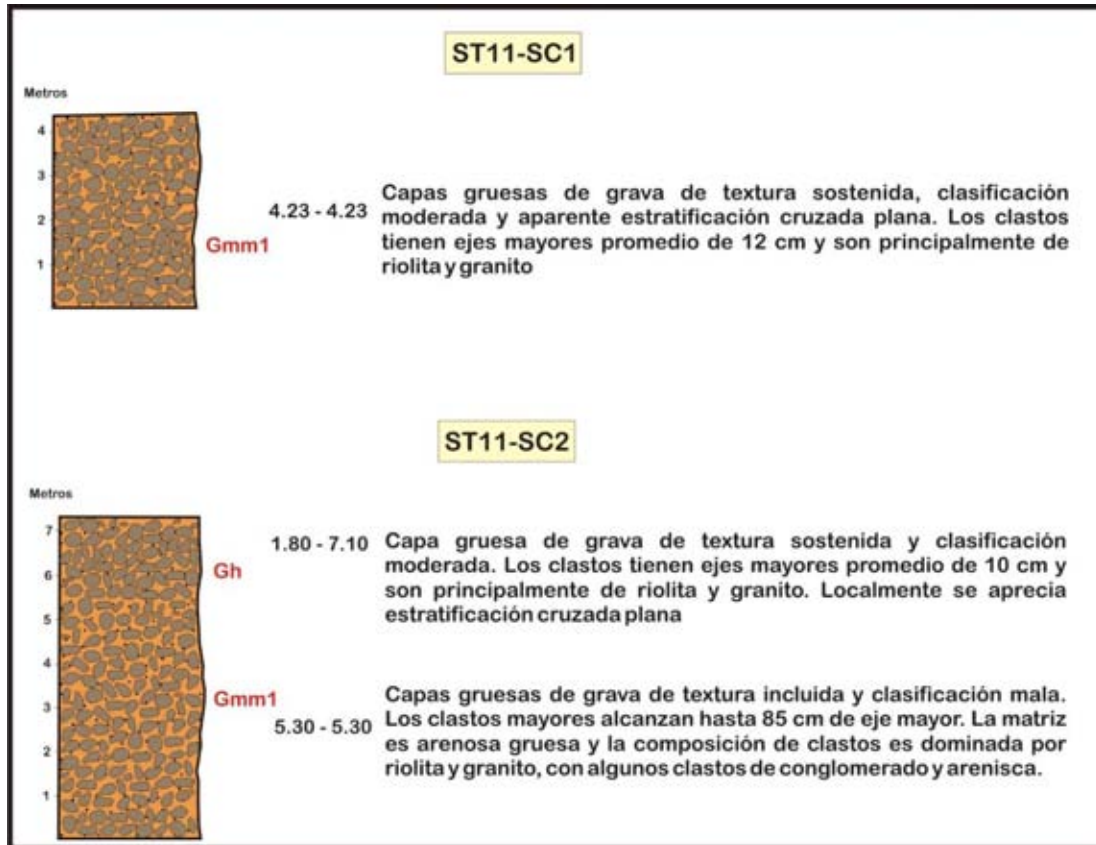 ST11-SC1
Metros
4
3
2
1
Gmm1
4.23 - 4.23
Capas gruesas de grava de textura sostenida, clasificación
moderada y aparente estratificación cruzada plana. Los clastos
tienen ejes mayores promedio de 12 cm y son principalmente de
riolita y granito
ST11-SC2
Metros
7
6
5
4
3
2
1
Gh
1.80 - 7.10
Capa gruesa de grava de textura sostenida y clasificación
moderada. Los clastos tienen ejes mayores promedio de 10 cm y
son principalmente de riolita y granito. Localmente se aprecia
estratificación cruzada plana
Gmm1
5.30 - 5.30
Capas gruesas de grava de textura incluida y clasificación mala.
Los clastos mayores alcanzan hasta 85 cm de eje mayor. La matriz
es arenosa gruesa y la composición de clastos es dominada por
riolita y granito, con algunos clastos de conglomerado y arenisca.